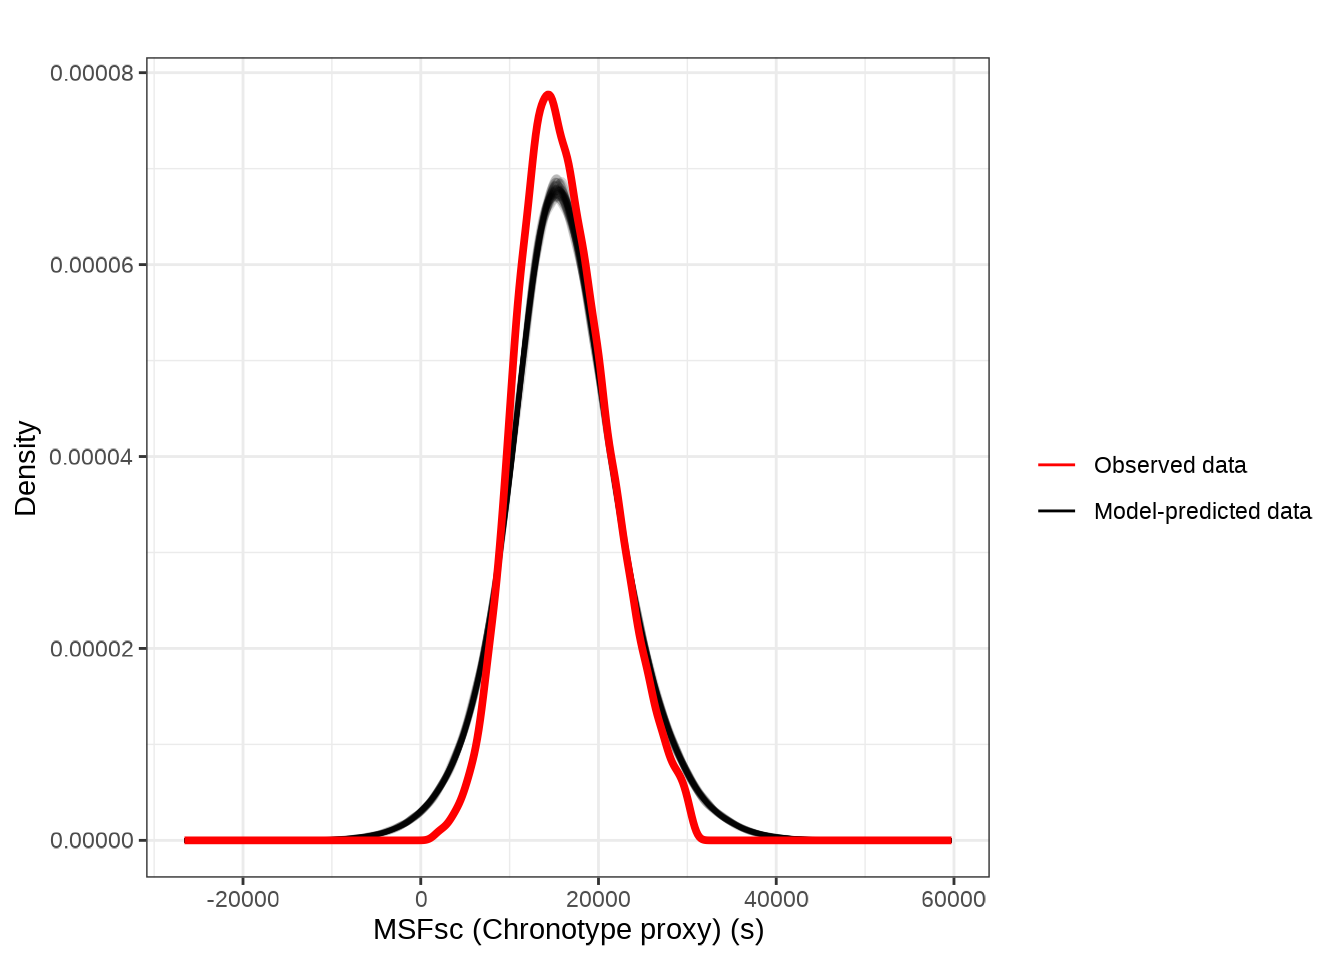 0.00008
0.00006
0.00004
0.00002
0.00000
Density
-20000
0
20000
40000
60000
MSFsc (Chronotype proxy) (s)
Observed data
Model-predicted data